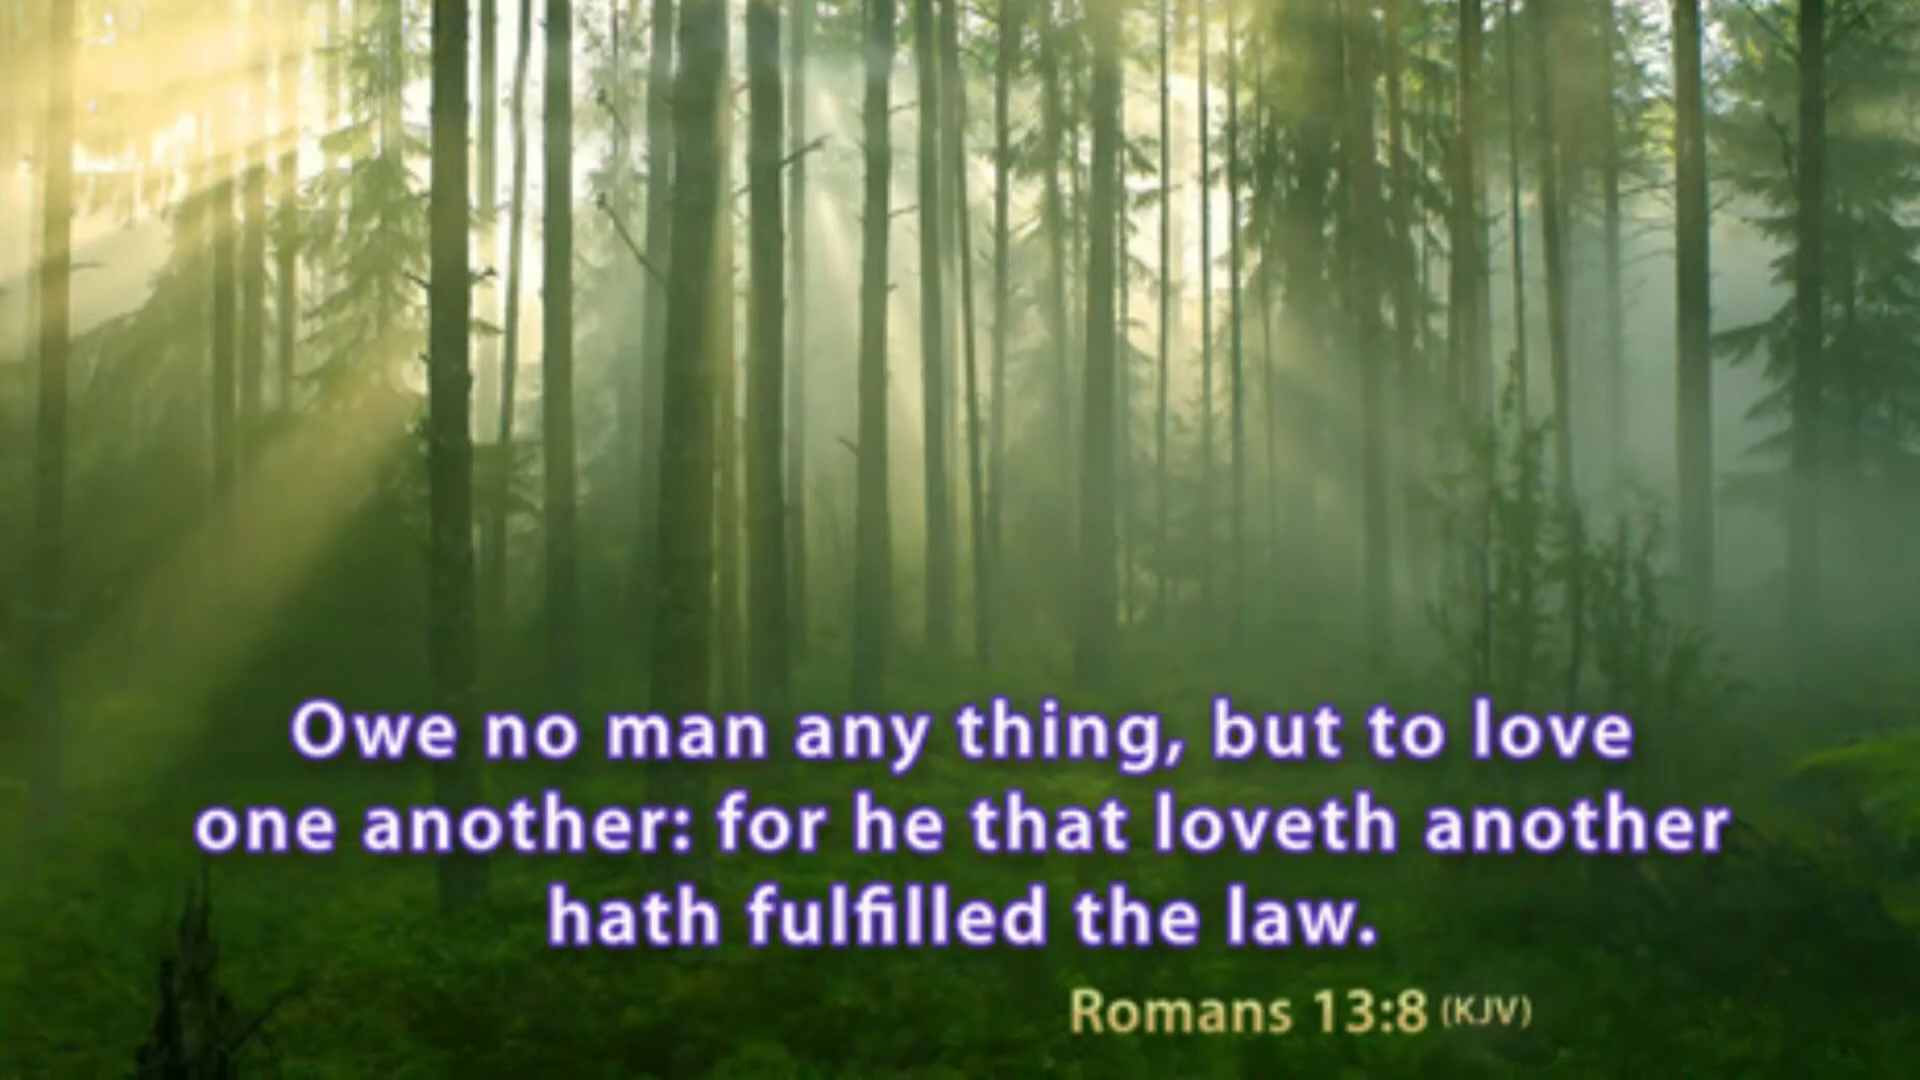 Owe no man any thing, but to love
one another: for he that loveth another
hath fulfilled the law.
Romans 13:8 (KJV)